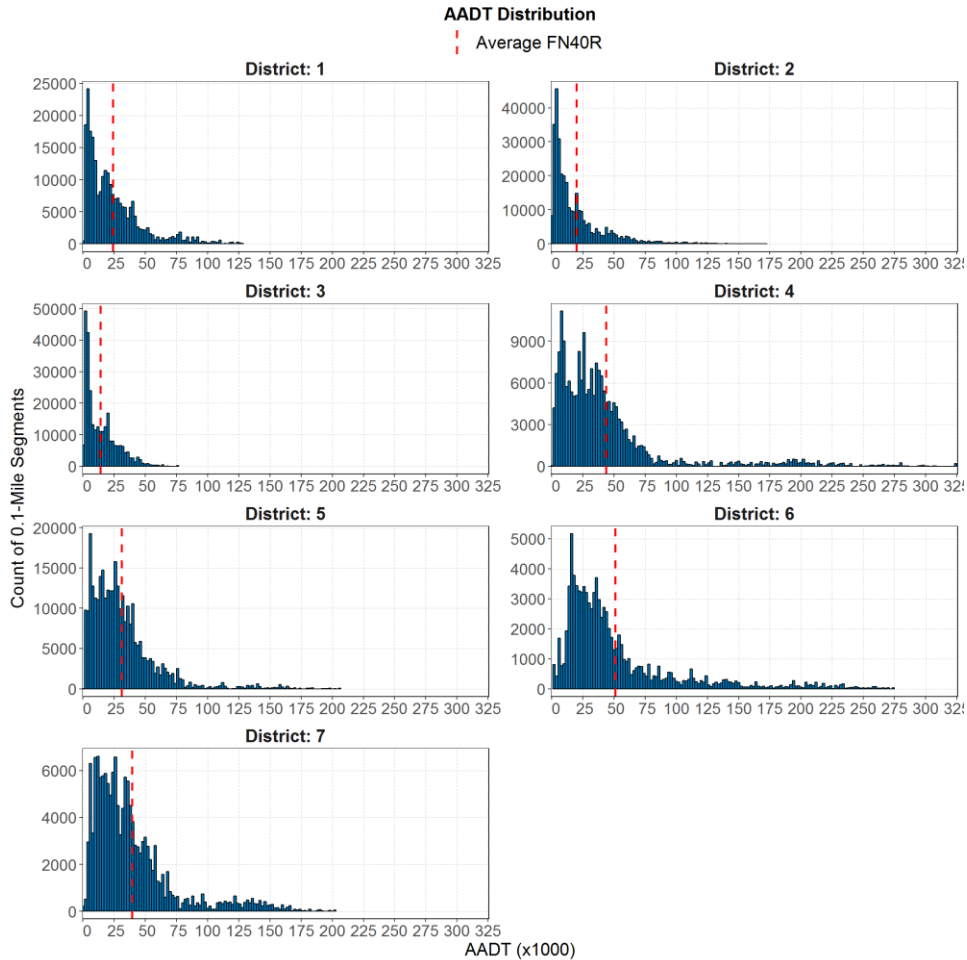 AADT Distribution
Average FN40R
District: 1
25000
20000
15000
10000
5000
0
0 25 50 75 100 125 150 175 200 225 250 275 300 325
District: 2
40000
30000
20000
10000
0
0 25 50 75 100 125 150 175 200 225 250 275 300 325
District: 3
50000
40000
30000
20000
10000
0
0 25 50 75 100 125 150 175 200 225 250 275 300 325
District: 4
9000
6000
3000
0
0 25 50 75 100 125 150 175 200 225 250 275 300 325
Count of 0.1-Mile Segments
District: 5
20000
15000
10000
5000
0
0 25 50 75 100 125 150 175 200 225 250 275 300 325
District: 6
5000
4000
3000
2000
1000
0
0 25 50 75 100 125 150 175 200 225 250 275 300 325
District: 7
6000
4000
2000
0
0 25 50 75 100 125 150 175 200 225 250 275 300 325
AADT (x1000)